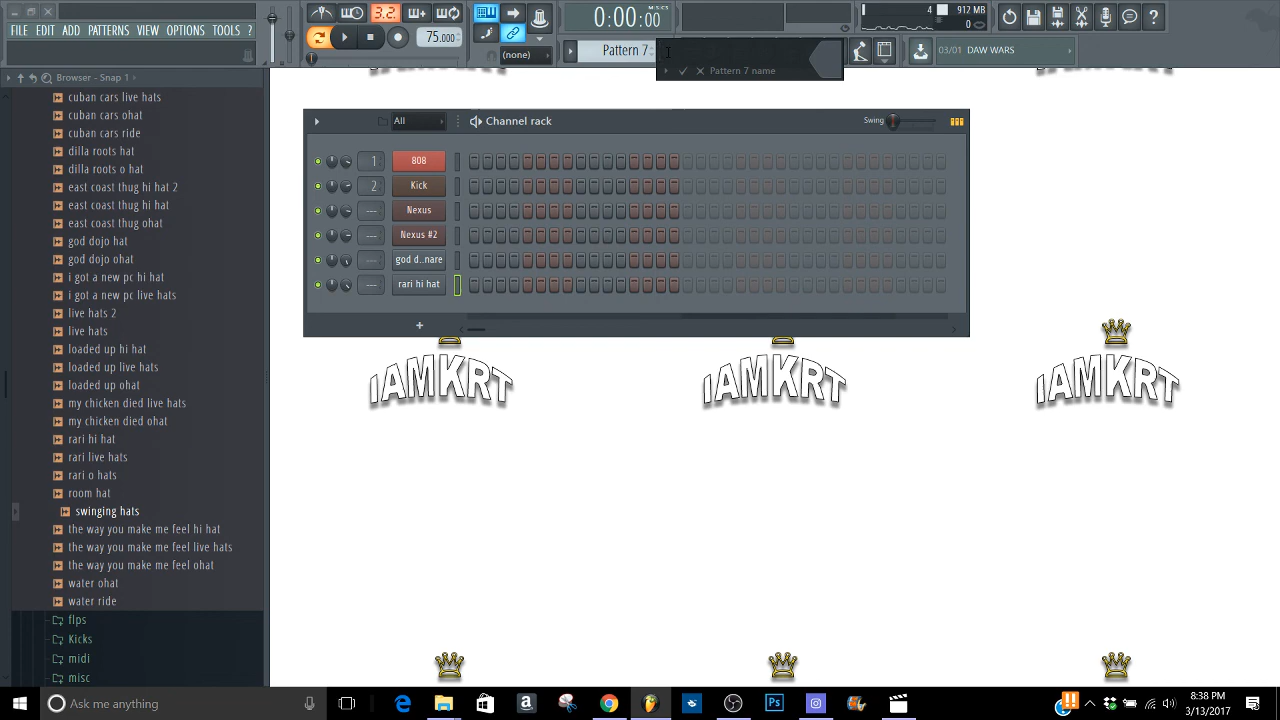 FILE EDIT ADD PATTERNS VIEW OPTIONS TOOLS ?
3.2
75.000
0:00:00
M:S:CS
4
912 MB
0
(none)
Pattern 7
Pattern 7 name
03/01 DAW WARS
Browser - Snap 1
cuban cars live hats
cuban cars ohat
cuban cars ride
dilla roots hat
dilla roots o hat
east coast thug hi hat 2
east coast thug hi hat
east coast thug ohat
god dojo hat
god dojo ohat
i got a new pc hi hat
i got a new pc live hats
live hats 2
live hats
loaded up hi hat
loaded up live hats
loaded up ohat
my chicken died live hats
my chicken died ohat
rari hi hat
rari live hats
rari o hats
room hat
swinging hats
the way you make me feel hi hat
the way you make me feel live hats
the way you make me feel ohat
water ohat
water ride
flps
Kicks
midi
misc
All
Channel rack
Swing
1 808
2 Kick
--- Nexus
--- Nexus #2
--- god d..nare
--- rari hi hat
+
IAMKRT
IAMKRT
IAMKRT
Ask me anything
8:38 PM
3/13/2017